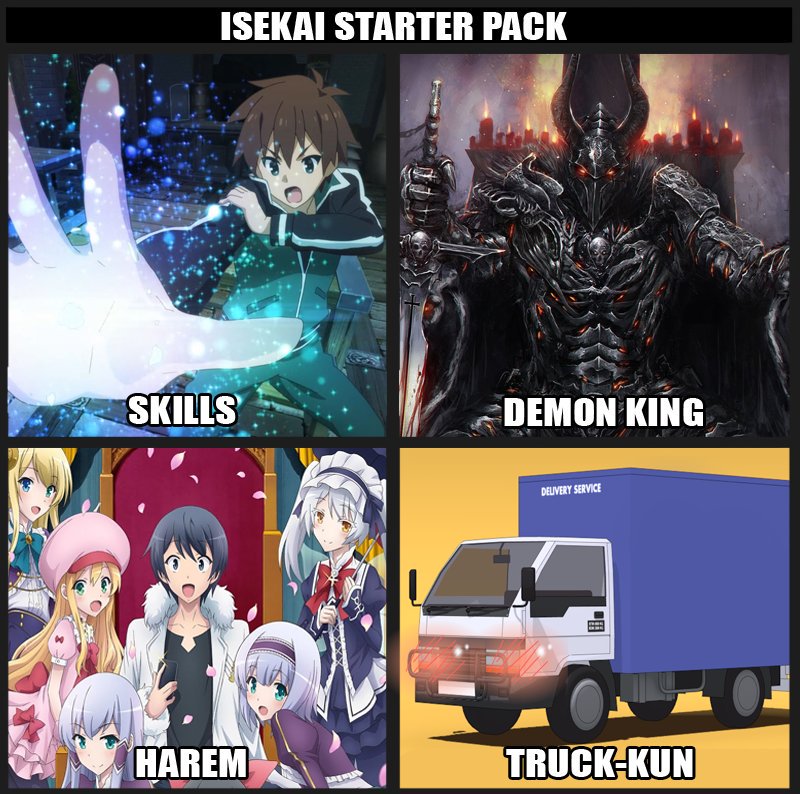 ISEKAI STARTER PACK
SKILLS
DEMON KING
DELIVERY SERVICE
HAREM
TRUCK-KUN